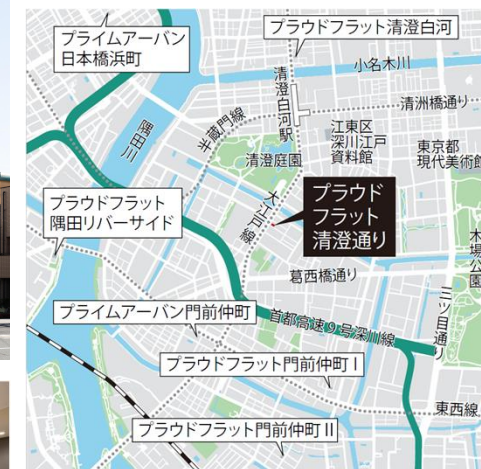 プラウドフラット清澄白河
プライムアーバン
日本橋浜町
小名木川
清澄白河駅
清洲橋通り
半蔵門線
隅田川
江東区
深川江戸
資料館
東京都
現代美術館
清澄庭園
プラウド
フラット
清澄通り
大江戸線
プラウドフラット
隅田リバーサイド
木場公園
葛西橋通り
三ツ目通り
プライムアーバン門前仲町
首都高速9号深川線
プラウドフラット門前仲町Ⅰ
東西線
プラウドフラット門前仲町Ⅱ